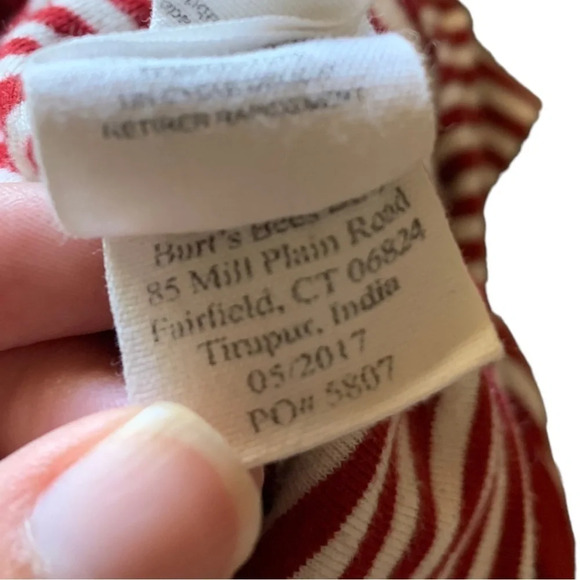 RETIRER RAPIDEMENT
Burt's Bees Baby
85 Mill Plain Road
Fairfield, CT 06824
Tirupur, India
05/2017
PO# 5807